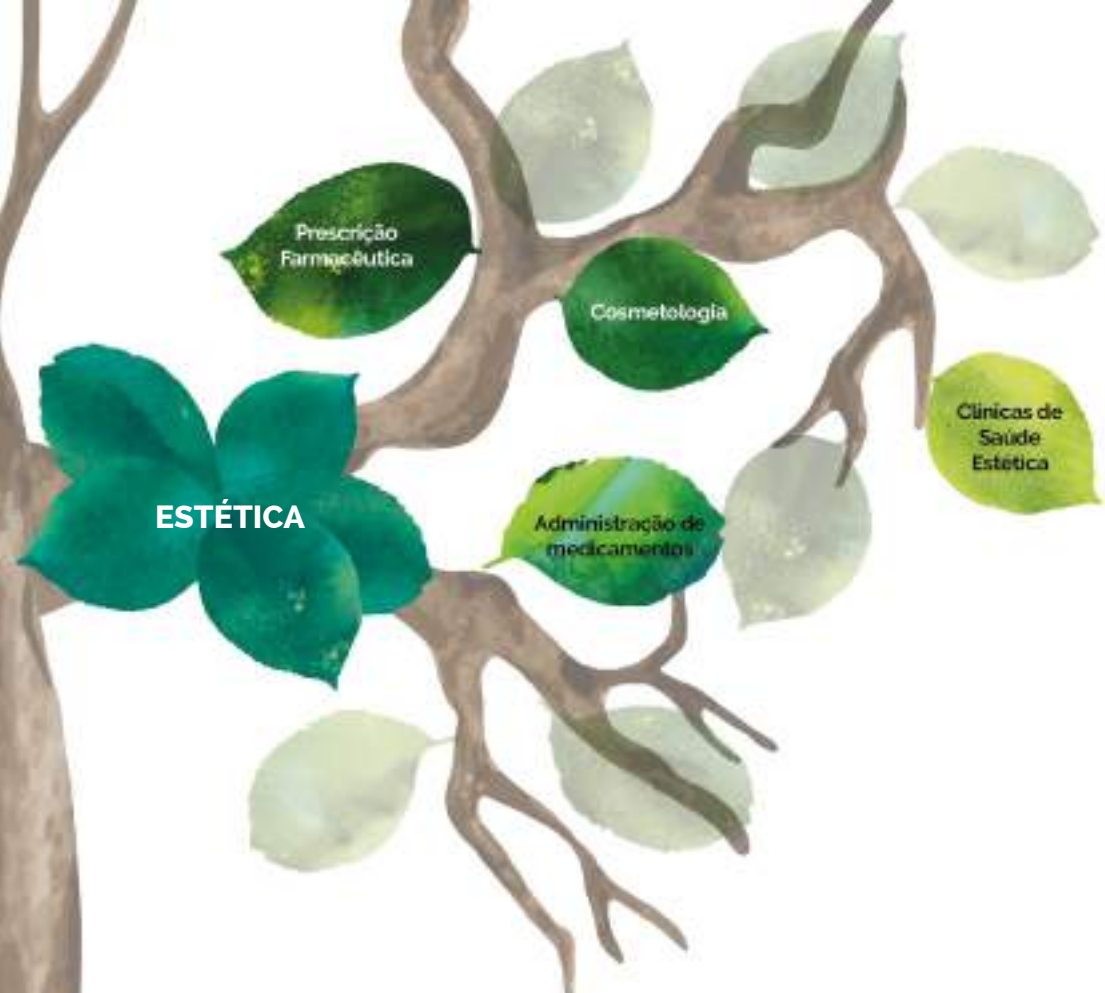 Prescrição
Farmacêutica
Cosmetologia
Clínicas de
Saúde
Estética
ESTÉTICA
Administração de
medicamentos